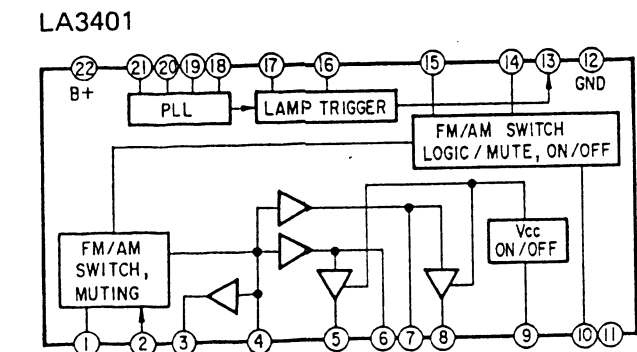 LA3401
22 21 20 19 18 17 16 15 14 13 12
B+
GND
PLL
LAMP TRIGGER
FM/AM SWITCH
LOGIC/MUTE, ON/OFF
FM/AM
SWITCH,
MUTING
Vcc
ON/OFF
1 2 3 4 5 6 7 8 9 10 11